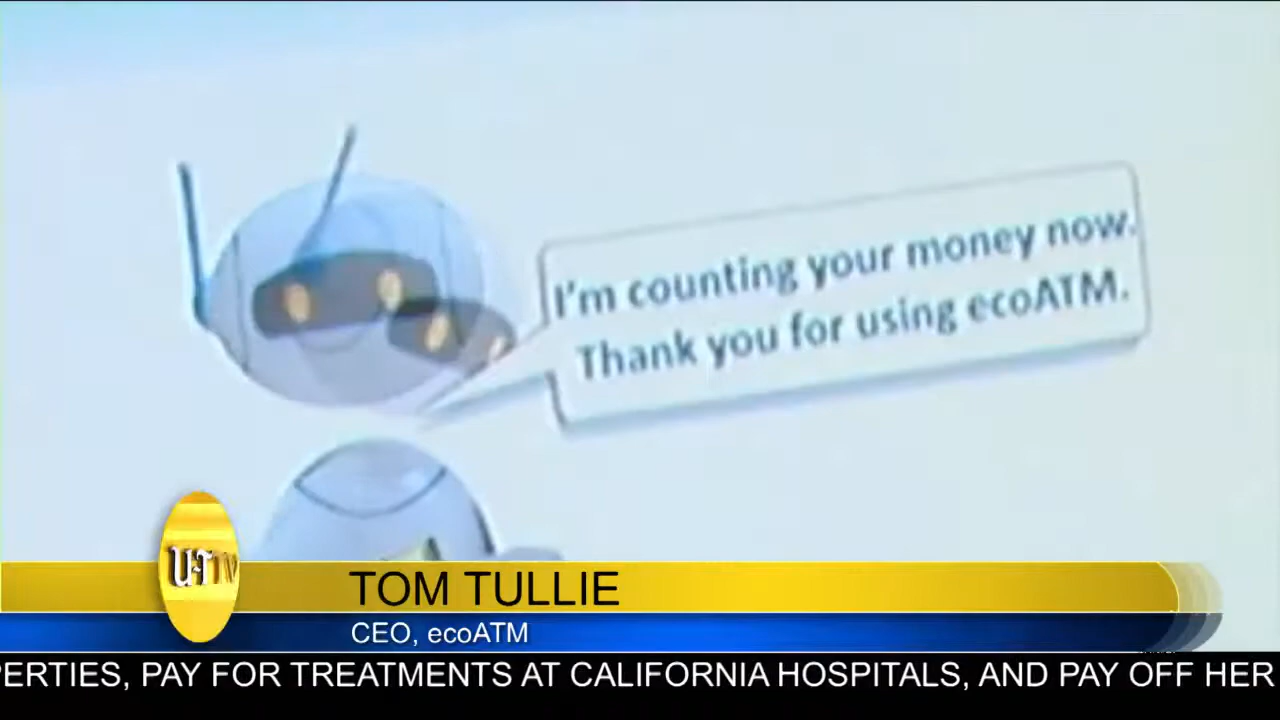 I'm counting your money now.
Thank you for using ecoATM.
U-T TV
TOM TULLIE
CEO, ecoATM
ERTIES, PAY FOR TREATMENTS AT CALIFORNIA HOSPITALS, AND PAY OFF HER